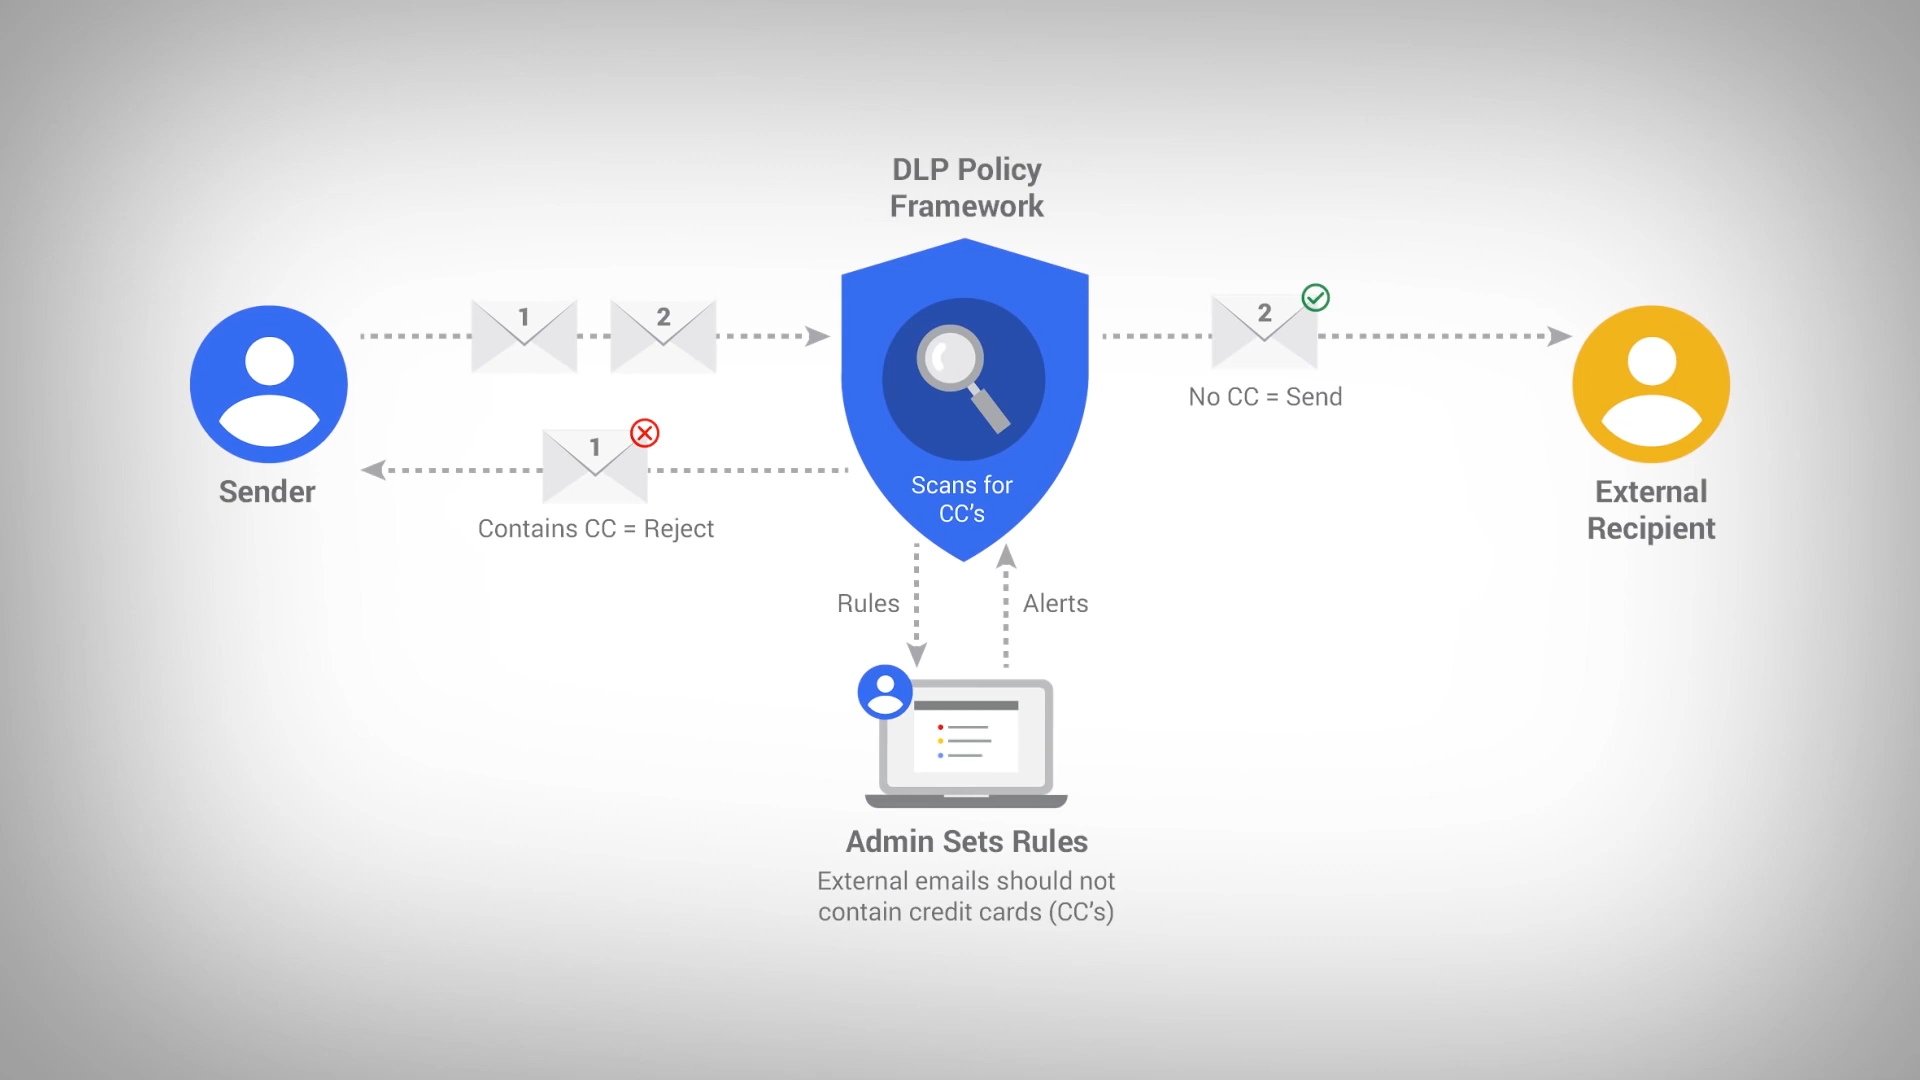 DLP Policy
Framework
1
2
2
No CC = Send
1
Contains CC = Reject
Sender
Scans for
CC's
External
Recipient
Rules
Alerts
Admin Sets Rules
External emails should not
contain credit cards (CC's)